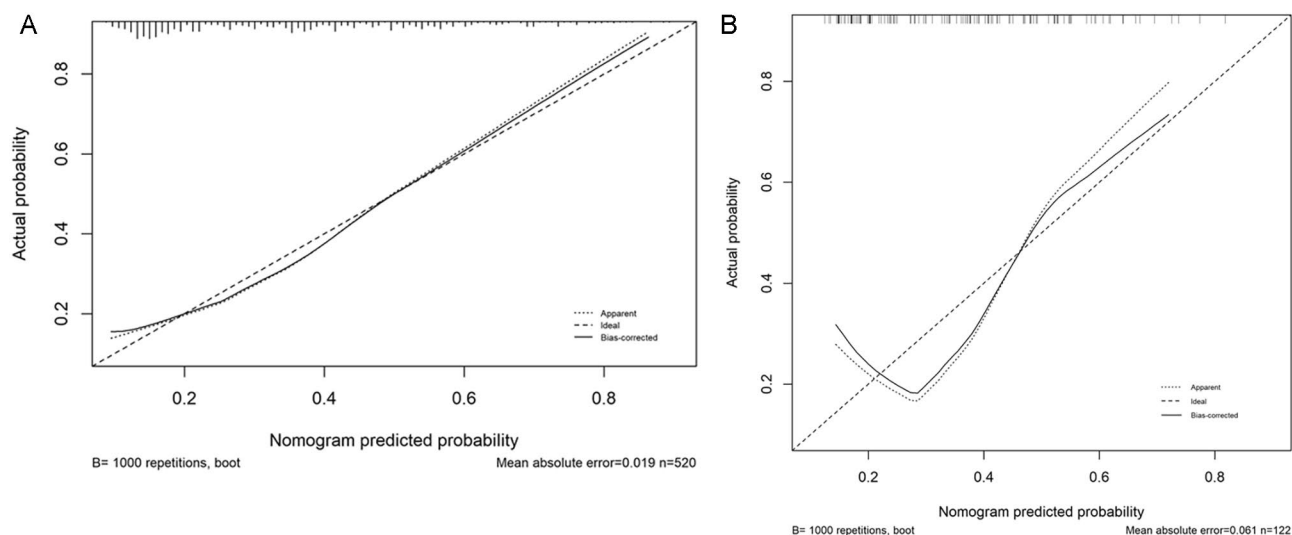 A
0.8
0.6
0.4
0.2
Actual probability
Apparent
Ideal
Bias-corrected
0.2 0.4 0.6 0.8
Nomogram predicted probability
B= 1000 repetitions, boot Mean absolute error=0.019 n=520
B
0.8
0.6
0.4
0.2
Actual probability
Apparent
Ideal
Bias-corrected
0.2 0.4 0.6 0.8
Nomogram predicted probability
B= 1000 repetitions, boot Mean absolute error=0.061 n=122